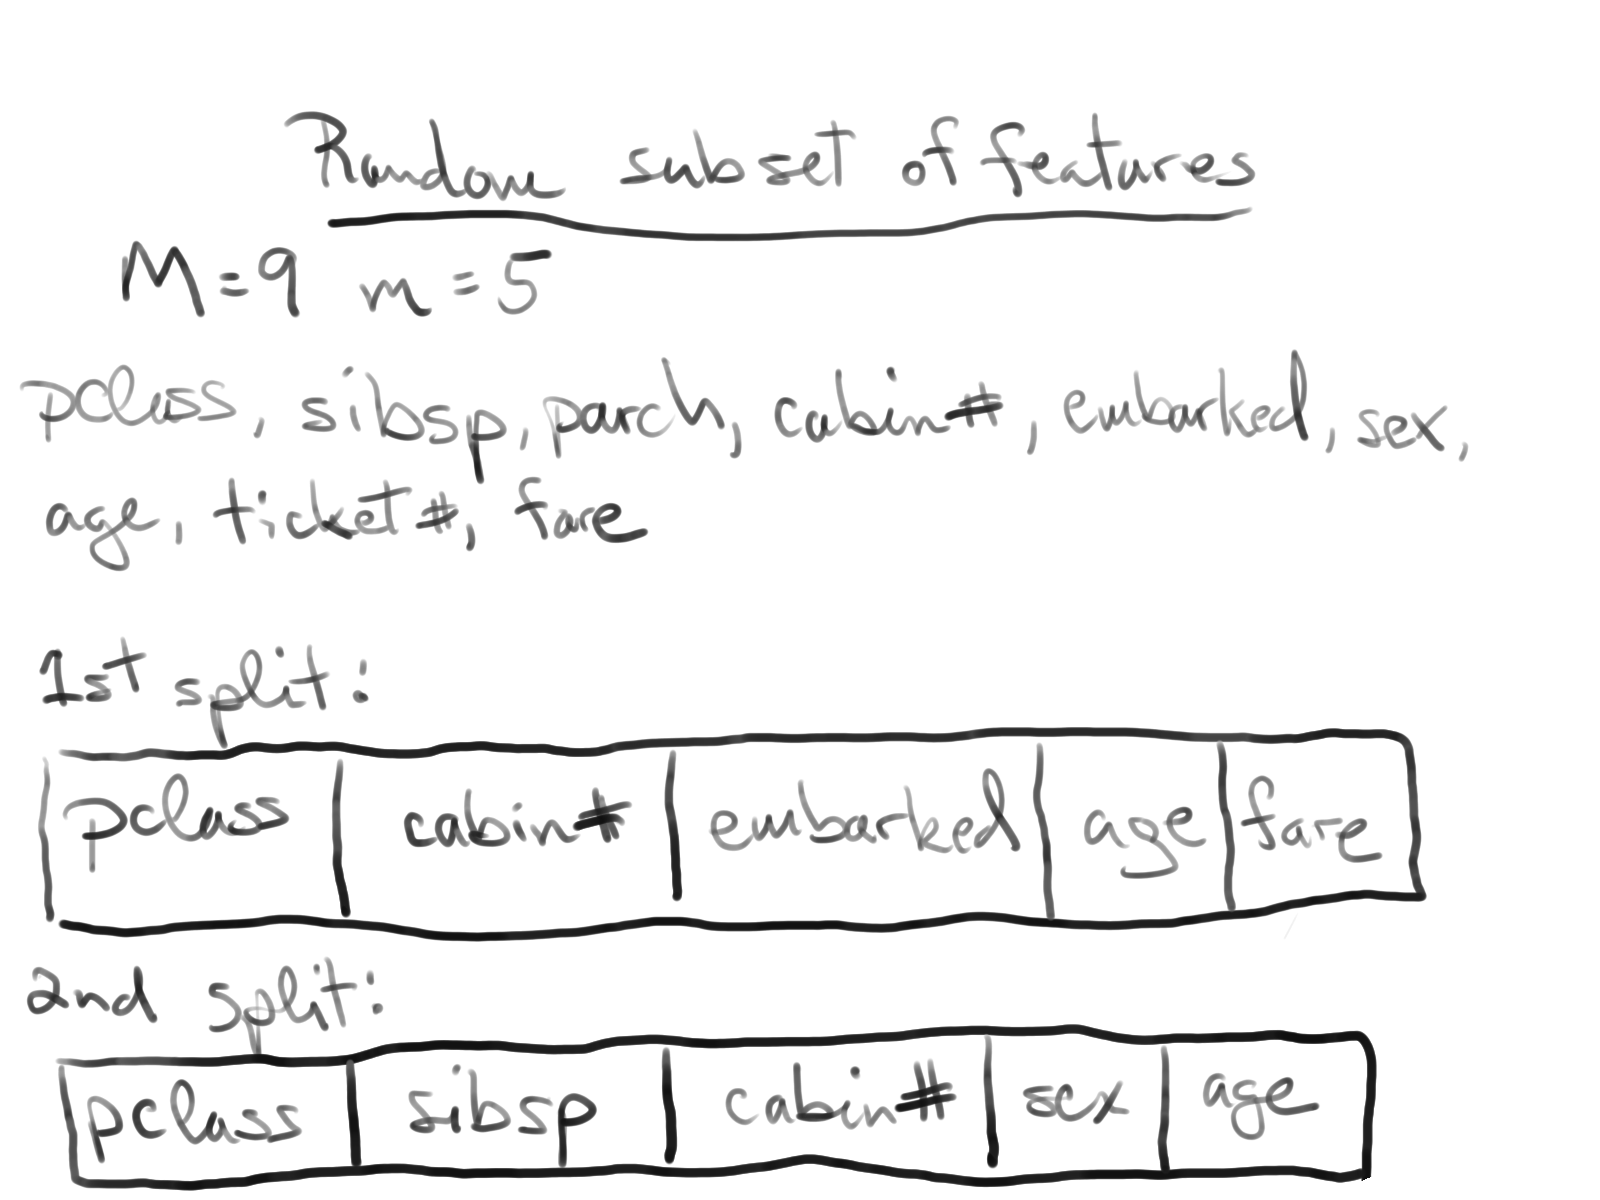 Random subset of features
M=9 m=5
pclass, sibsp, parch, cabin#, embarked, sex,
age, ticket#, fare
1st split:
pclass cabin# embarked age fare
2nd split:
pclass sibsp cabin# sex age